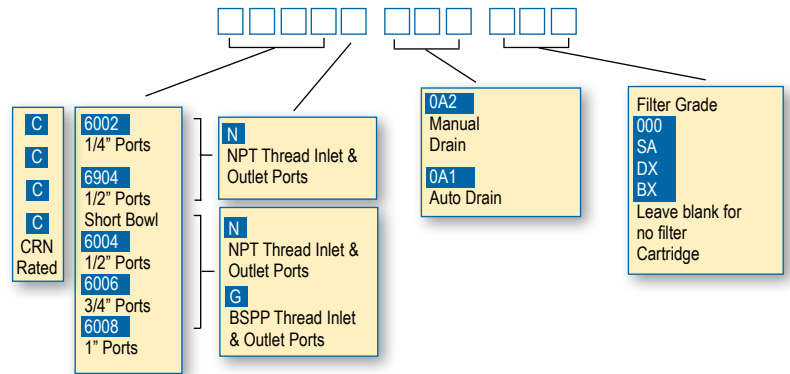 C
C
C
C
CRN
Rated
6002
1/4” Ports
6904
1/2” Ports
Short Bowl
6004
1/2” Ports
6006
3/4” Ports
6008
1” Ports
N
NPT Thread Inlet &
Outlet Ports
N
NPT Thread Inlet &
Outlet Ports
G
BSPP Thread Inlet
& Outlet Ports
0A2
Manual
Drain
0A1
Auto Drain
Filter Grade
000
SA
DX
BX
Leave blank for
no filter
Cartridge